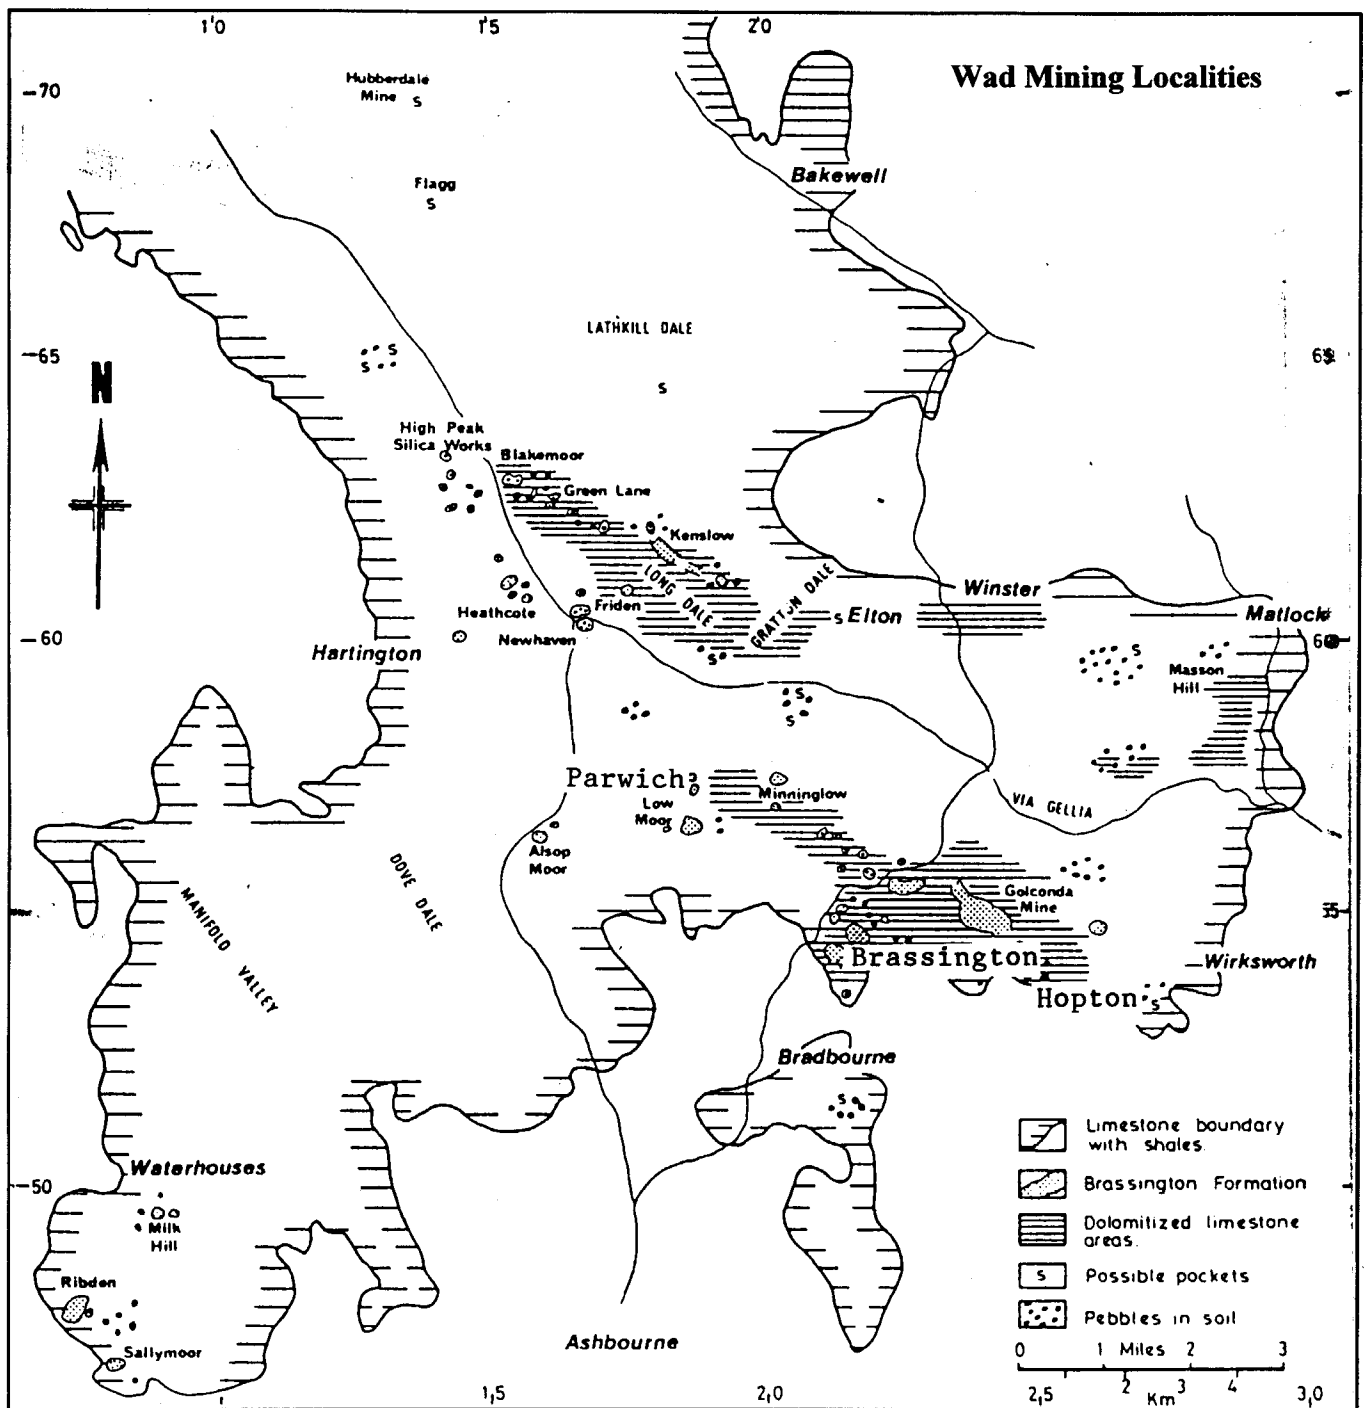 1'0 1'5 2'0
Wad Mining Localities
Hubberdale
Mine S
70
Bakewell
Flagg
S
LATHKILL DALE
65
S
S
S
N
High Peak
Silica Works
Blakemoor
Green Lane
Kenslow
LONG DALE
GRATTON DALE
Winster
Heathcote
Friden
S Elton
Matlock
60
Newhaven
Hartington
S
S
Masson
Hill
S
S
Parwich
Low
Moor
Minninglow
VIA GELLIA
Alsop
Moor
DOVE DALE
MANIFOLD VALLEY
Golconda
Mine
Brassington
Wirksworth
Hopton
S
Bradbourne
S
Limestone boundary
with shales.
Waterhouses
50
Brassington Formation
Milk
Hill
Dolomitized limestone
areas.
Ribden
S Possible pockets
Pebbles in soil
Sallymoor
Ashbourne
0 1 Miles 2 3
2 Km 3 4
1,5 2,0 2,5 3,0